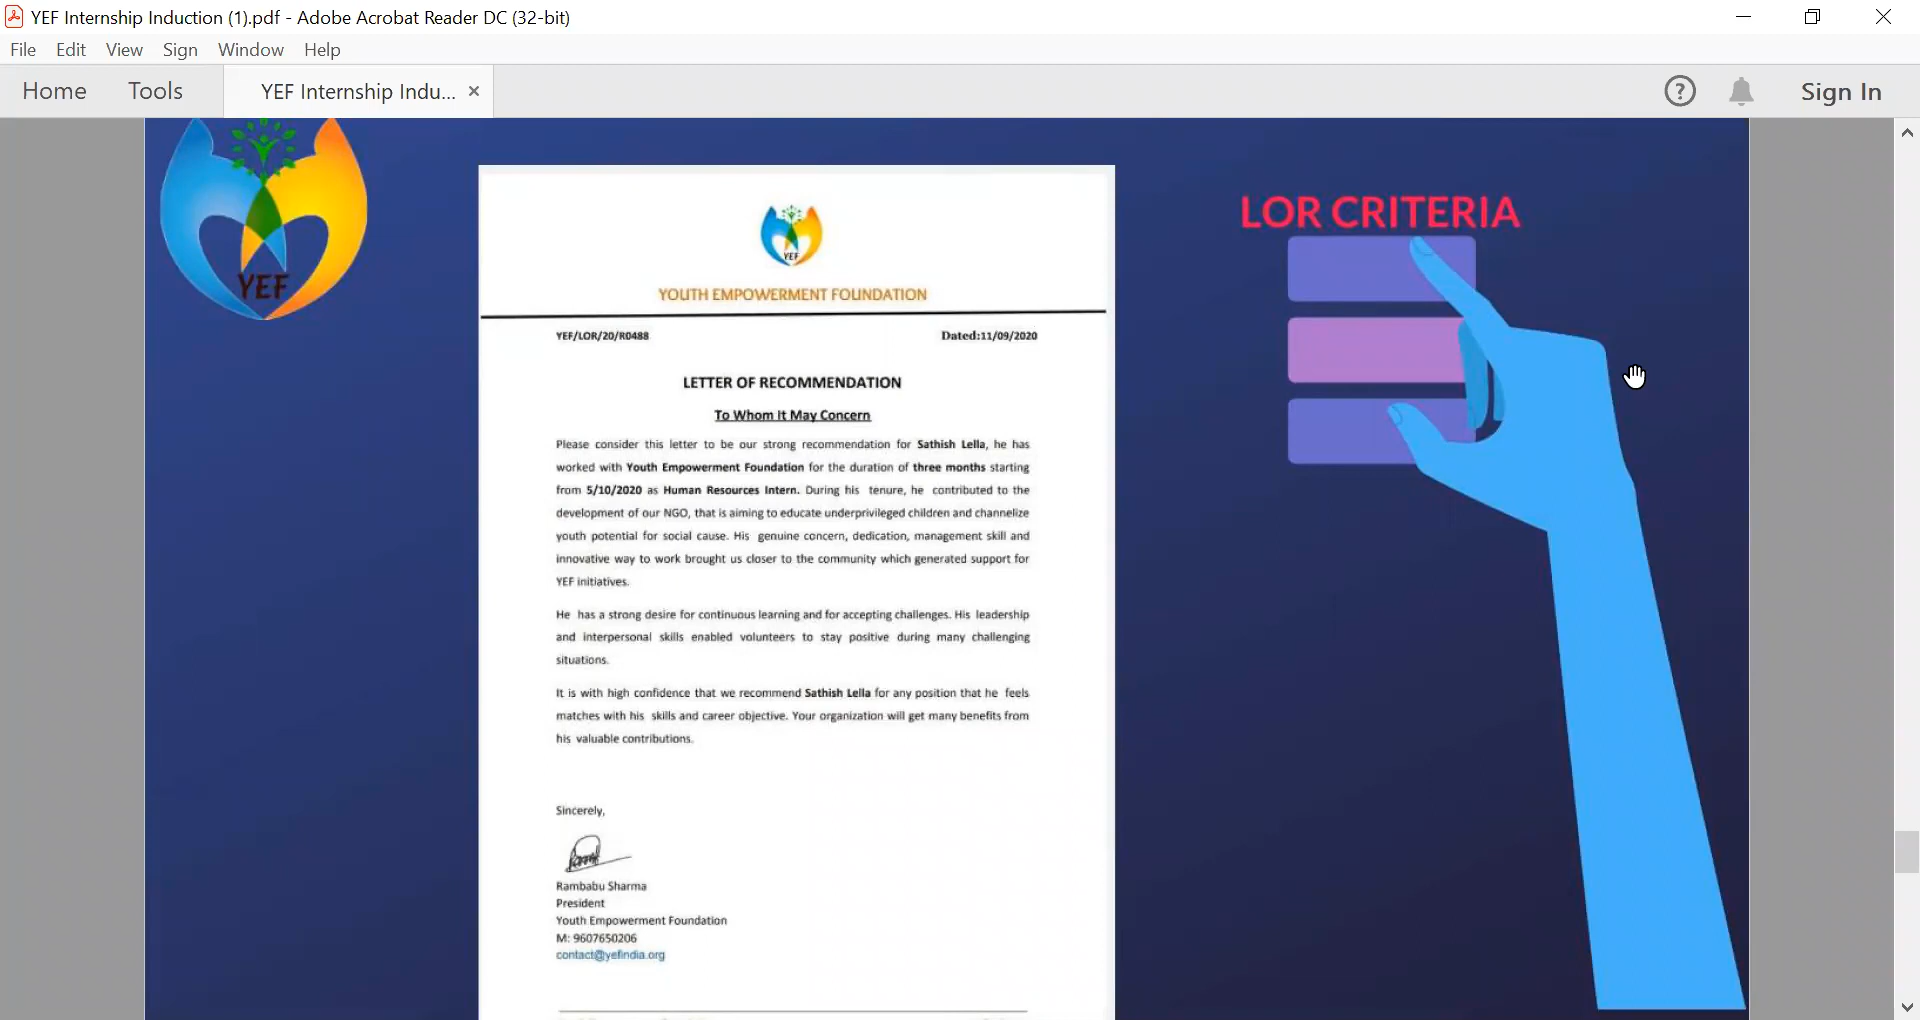 YEF Internship Induction (1).pdf - Adobe Acrobat Reader DC (32-bit)
File Edit View Sign Window Help
Home Tools YEF Internship Indu... × ? Sign In
YEF
LOR CRITERIA
YEF
YOUTH EMPOWERMENT FOUNDATION
YEF/LOR/20/R0488 Dated:11/09/2020
LETTER OF RECOMMENDATION
To Whom It May Concern
Please consider this letter to be our strong recommendation for Sathish Lella, he has
worked with Youth Empowerment Foundation for the duration of three months starting
from 5/10/2020 as Human Resources Intern. During his tenure, he contributed to the
development of our NGO, that is aiming to educate underprivileged children and channelize
youth potential for social cause. His genuine concern, dedication, management skill and
innovative way to work brought us closer to the community which generated support for
YEF initiatives.
He has a strong desire for continuous learning and for accepting challenges. His leadership
and interpersonal skills enabled volunteers to stay positive during many challenging
situations.
It is with high confidence that we recommend Sathish Lella for any position that he feels
matches with his skills and career objective. Your organization will get many benefits from
his valuable contributions.
Sincerely,
Rambabu Sharma
President
Youth Empowerment Foundation
M: 9607650206
contact@yefindia.org